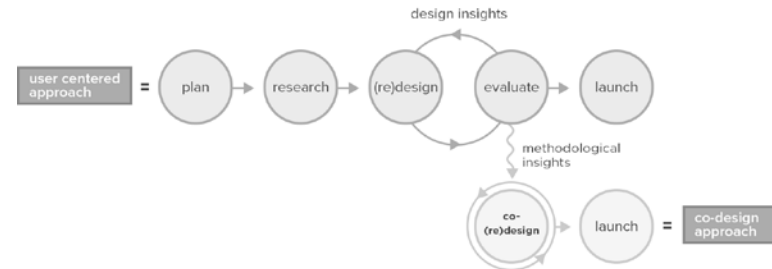 design insights
user centered
approach
=
plan
research
(re)design
evaluate
launch
methodological
insights
co-
(re)design
launch
=
co-design
approach